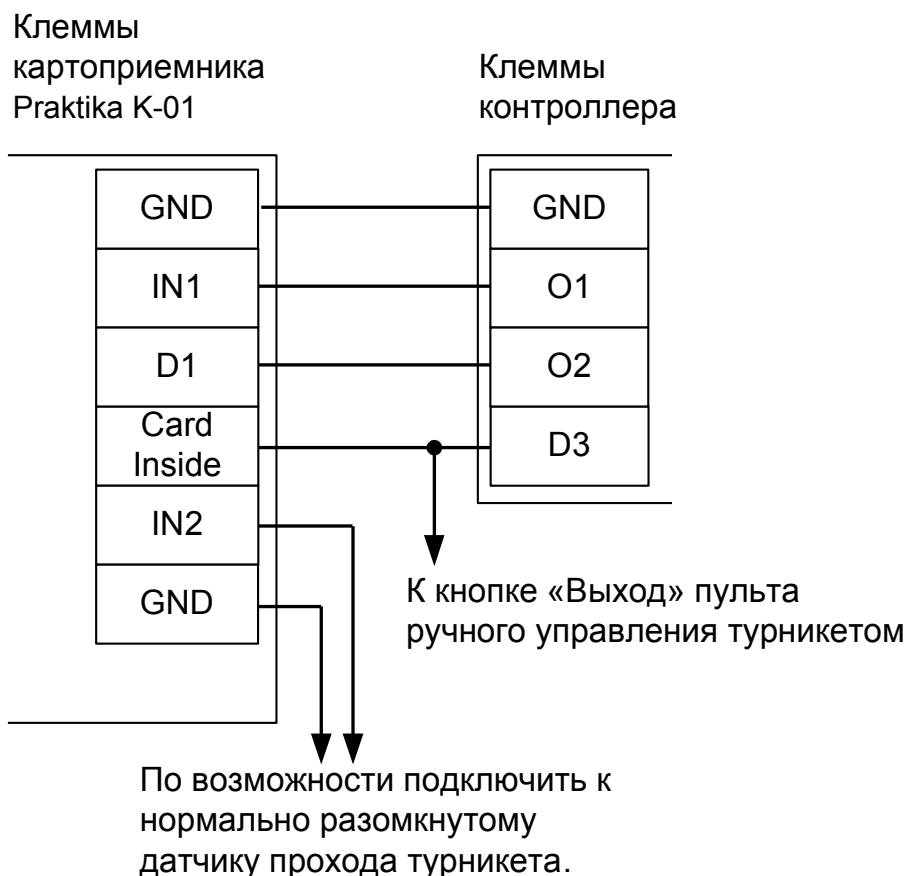 Клеммы
картоприемника
Praktika K-01
Клеммы
контроллера
GND
IN1
D1
Card
Inside
IN2
GND
GND
O1
O2
D3
К кнопке «Выход» пульта
ручного управления турникетом
По возможности подключить к
нормально разомкнутому
датчику прохода турникета.